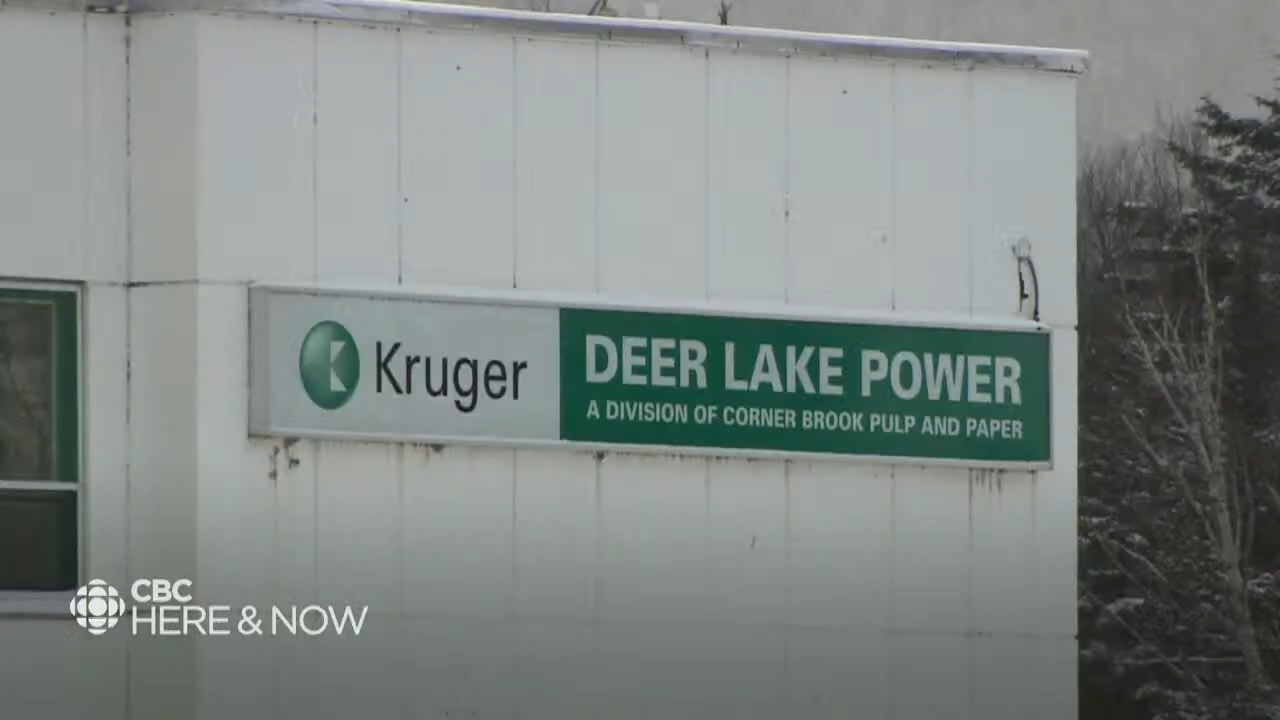 Kruger
DEER LAKE POWER
A DIVISION OF CORNER BROOK PULP AND PAPER
CBC
HERE & NOW